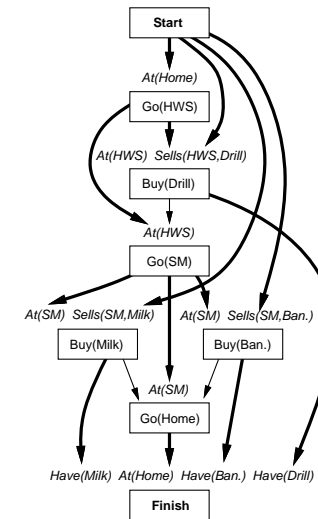 Start
At(Home)
Go(HWS)
At(HWS) Sells(HWS,Drill)
Buy(Drill)
At(HWS)
Go(SM)
At(SM) Sells(SM,Milk) At(SM) Sells(SM,Ban.)
Buy(Milk) Buy(Ban.)
At(SM)
Go(Home)
Have(Milk) At(Home) Have(Ban.) Have(Drill)
Finish